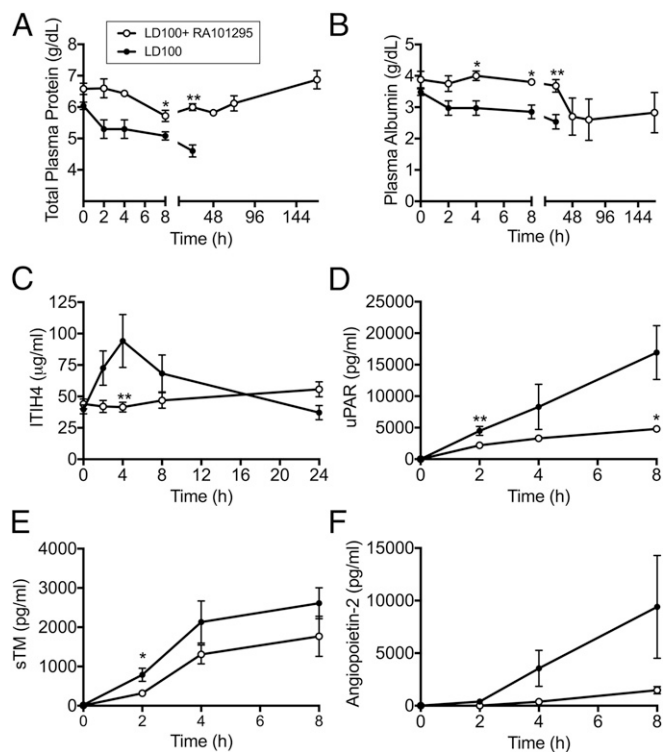 A
LD100+ RA101295
LD100
Total Plasma Protein (g/dL)
8
7
6
5
4
*
**
0 2 4 6 8 48 96 144
Time (h)
B
Plasma Albumin (g/dL)
6
5
4
3
2
1
*
*
**
0 2 4 6 8 48 96 144
Time (h)
C
ITIH4 (μg/ml)
125
100
75
50
25
0
**
0 4 8 12 16 20 24
Time (h)
D
uPAR (pg/ml)
25000
20000
15000
10000
5000
0
**
*
0 2 4 6 8
Time (h)
E
sTM (pg/ml)
4000
3000
2000
1000
0
*
0 2 4 6 8
Time (h)
F
Angiopoietin-2 (pg/ml)
15000
10000
5000
0
0 2 4 6 8
Time (h)